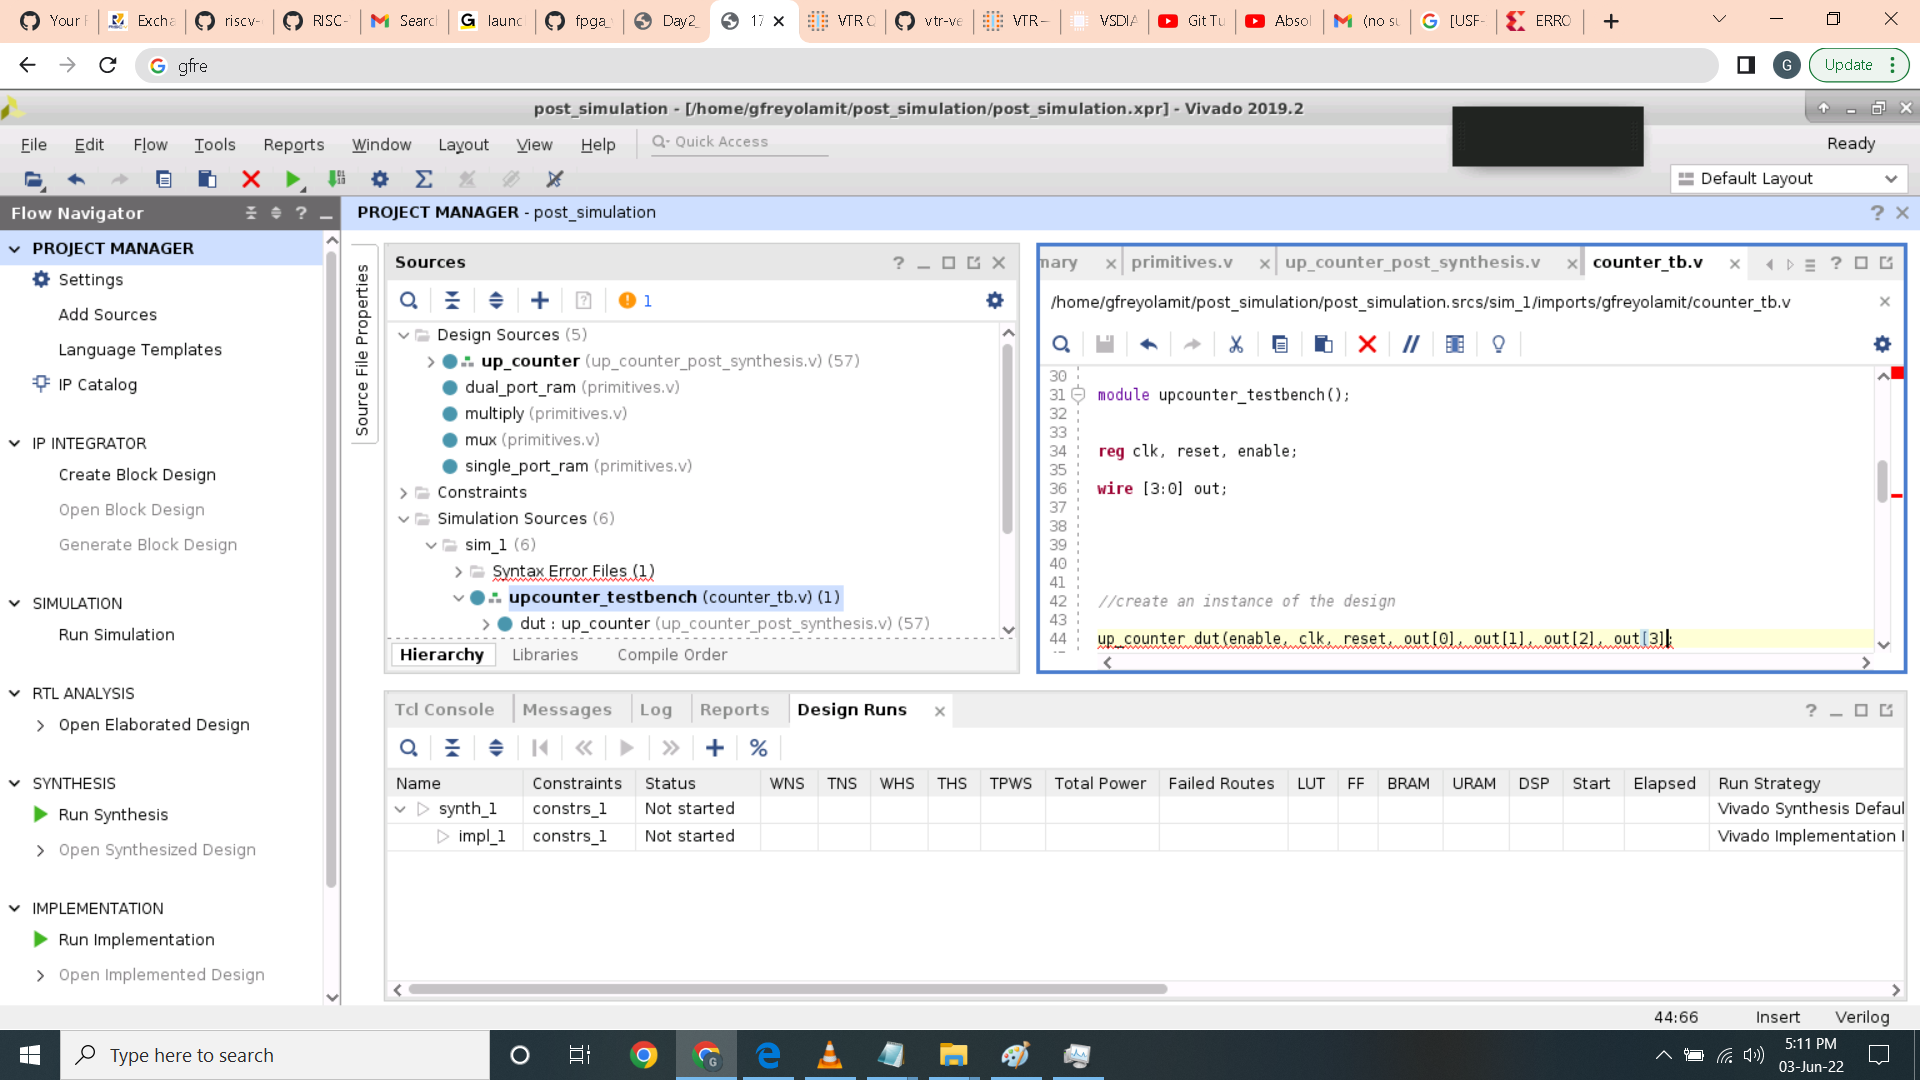 Your F
Excha
riscv-
RISC-
Searc
launc
fpga_
Day2_
17
VTR C
vtr-ve
VTR —
VSDIA
Git Tu
Absol
(no su
[USF-
ERRO
gfre
G
Update
post_simulation - [/home/gfreyolamit/post_simulation/post_simulation.xpr] - Vivado 2019.2
File Edit Flow Tools Reports Window Layout View Help Quick Access
Ready
Default Layout
Flow Navigator
PROJECT MANAGER - post_simulation
PROJECT MANAGER
Settings
Add Sources
Language Templates
IP Catalog
IP INTEGRATOR
Create Block Design
Open Block Design
Generate Block Design
SIMULATION
Run Simulation
RTL ANALYSIS
Open Elaborated Design
SYNTHESIS
Run Synthesis
Open Synthesized Design
IMPLEMENTATION
Run Implementation
Open Implemented Design
Source File Properties
Sources
1
Design Sources (5)
up_counter (up_counter_post_synthesis.v) (57)
dual_port_ram (primitives.v)
multiply (primitives.v)
mux (primitives.v)
single_port_ram (primitives.v)
Constraints
Simulation Sources (6)
sim_1 (6)
Syntax Error Files (1)
upcounter_testbench (counter_tb.v) (1)
dut : up_counter (up_counter_post_synthesis.v) (57)
Hierarchy Libraries Compile Order
mary primitives.v up_counter_post_synthesis.v counter_tb.v
/home/gfreyolamit/post_simulation/post_simulation.srcs/sim_1/imports/gfreyolamit/counter_tb.v
30
31 module upcounter_testbench();
32
33
34 reg clk, reset, enable;
35
36 wire [3:0] out;
37
38
39
40
41
42 //create an instance of the design
43
44 up_counter dut(enable, clk, reset, out[0], out[1], out[2], out[3];
Tcl Console Messages Log Reports Design Runs
Name Constraints Status WNS TNS WHS THS TPWS Total Power Failed Routes LUT FF BRAM URAM DSP Start Elapsed Run Strategy
synth_1 constrs_1 Not started Vivado Synthesis Defaul
impl_1 constrs_1 Not started Vivado Implementation
44:66 Insert Verilog
Type here to search
5:11 PM
03-Jun-22